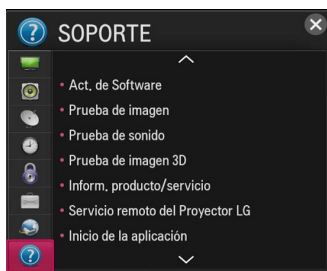 SOPORTE
• Act. de Software
• Prueba de imagen
• Prueba de sonido
• Prueba de imagen 3D
• Inform. producto/servicio
• Servicio remoto del Proyector LG
• Inicio de la aplicación